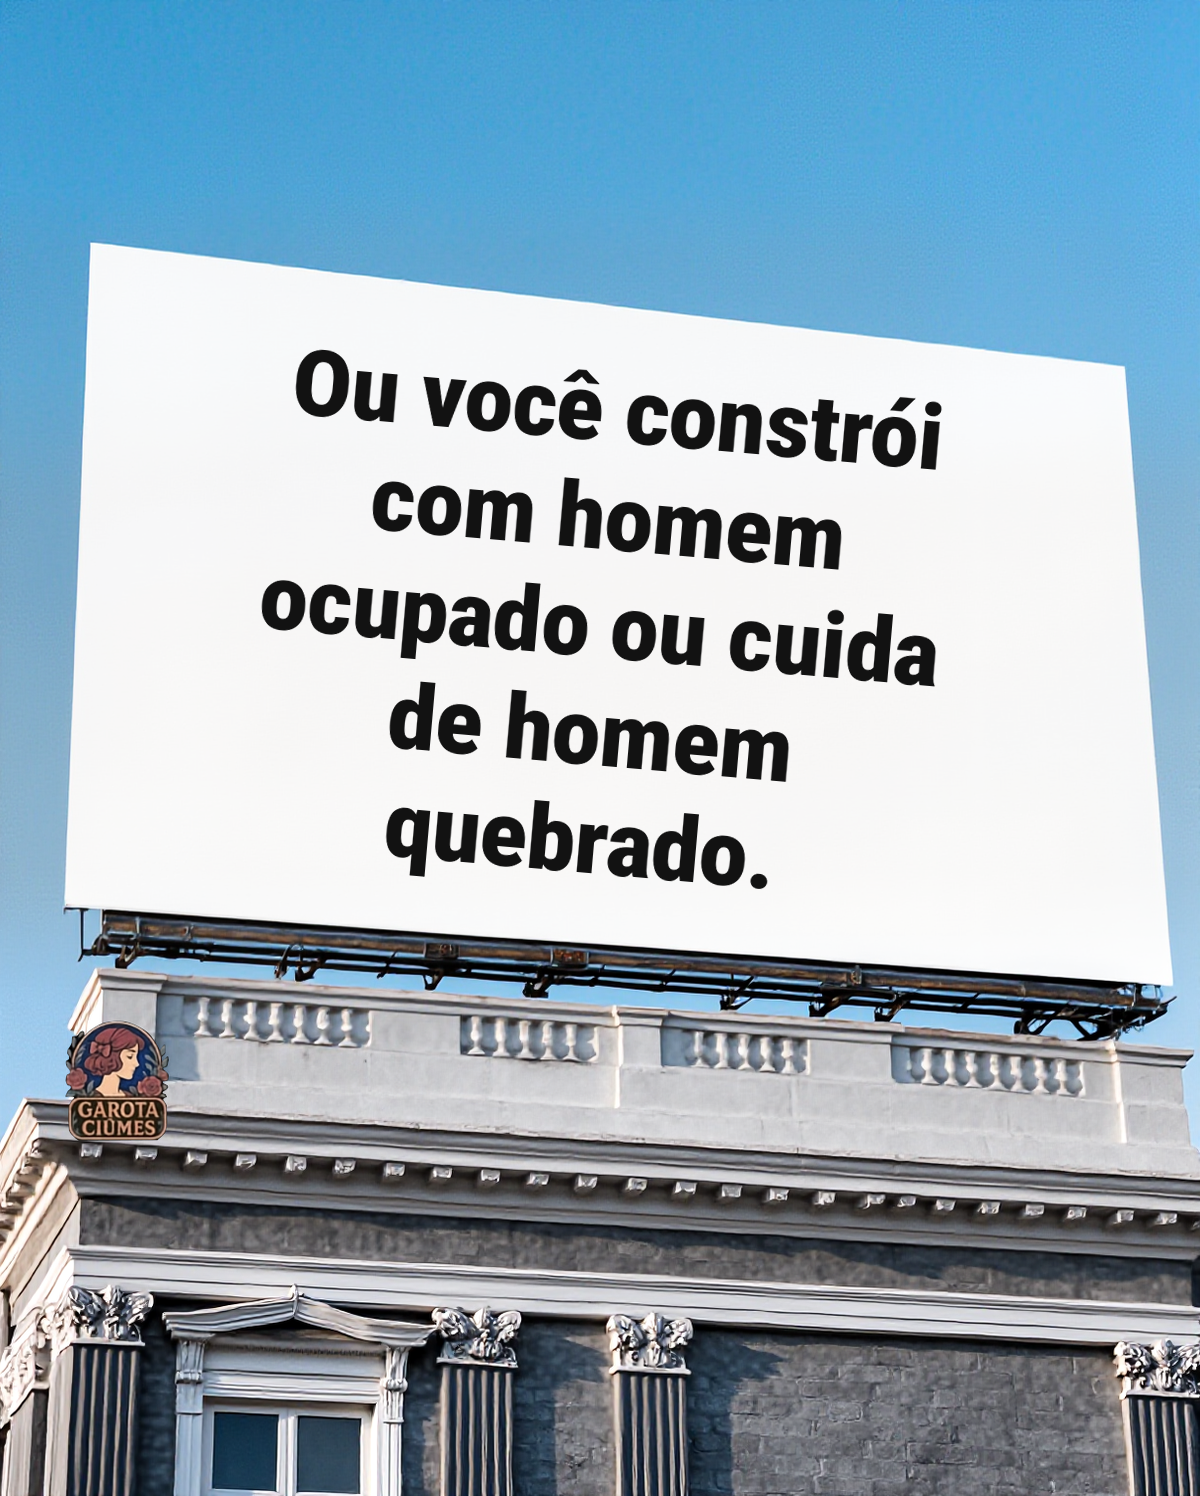 Ou você constrói
com homem
ocupado ou cuida
de homem
quebrado.
GAROTA
CIÚMES